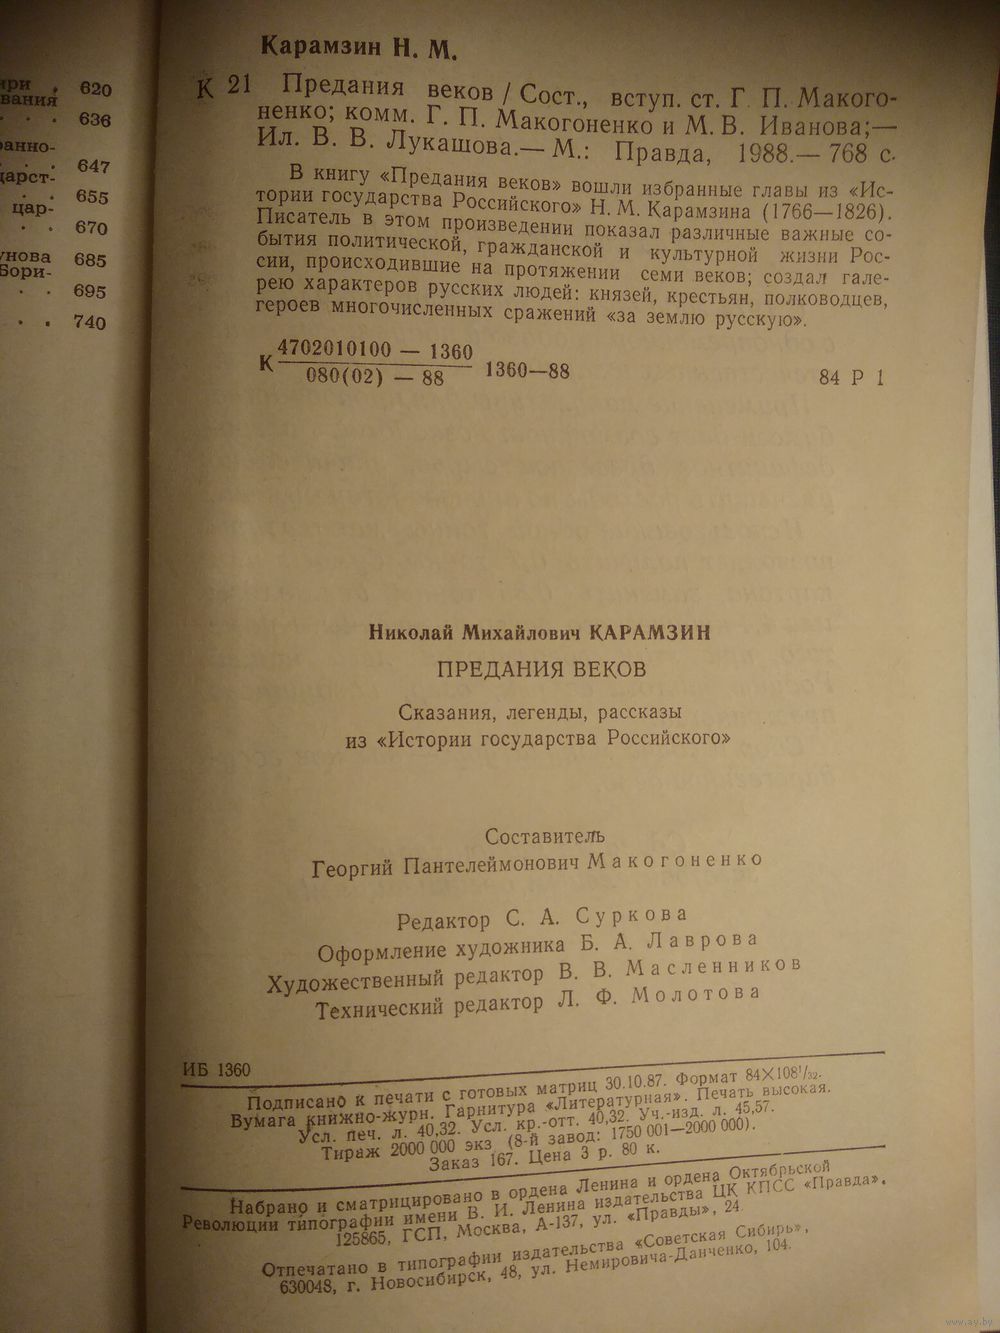 ири . 620
вания
. . . 636
анно-
. . . 647
царст-
. . 655
цар-
. . 670
унова 685
Бори-
. . 695
. . 740
Карамзин Н. М.
К 21 Предания веков / Сост., вступ. ст. Г. П. Макого-
ненко; комм. Г. П. Макогоненко и М. В. Иванова;—
Ил. В. В. Лукашова.— М.: Правда, 1988.— 768 с.
В книгу «Предания веков» вошли избранные главы из «Ис-
тории государства Российского» Н. М. Карамзина (1766—1826).
Писатель в этом произведении показал различные важные со-
бытия политической, гражданской и культурной жизни Рос-
сии, происходившие на протяжении семи веков; создал гале-
рею характеров русских людей: князей, крестьян, полководцев,
героев многочисленных сражений «за землю русскую».
К 4702010100 — 1360
080(02) — 88 1360—88 84 Р 1
Николай Михайлович КАРАМЗИН
ПРЕДАНИЯ ВЕКОВ
Сказания, легенды, рассказы
из «Истории государства Российского»
Составитель
Георгий Пантелеймонович Макогоненко
Редактор С. А. Суркова
Оформление художника Б. А. Лаврова
Художественный редактор В. В. Масленников
Технический редактор Л. Ф. Молотова
ИБ 1360
Подписано к печати с готовых матриц 30.10.87. Формат 84×108¹/₃₂.
Бумага книжно-журн. Гарнитура «Литературная». Печать высокая.
Усл. печ. л. 40,32. Усл. кр.-отт. 40,32. Уч.-изд. л. 45,57.
Тираж 2000 000 экз (8-й завод: 1750 001—2000 000).
Заказ 167. Цена 3 р. 80 к.
Набрано и сматрицировано в ордена Ленина и ордена Октябрьской
Революции типографии имени В. И. Ленина издательства ЦК КПСС «Правда».
125865, ГСП, Москва, А-137, ул. «Правды», 24.
Отпечатано в типографии издательства «Советская Сибирь»,
630048, г. Новосибирск, 48, ул. Немировича-Данченко, 104.
www.ay.by